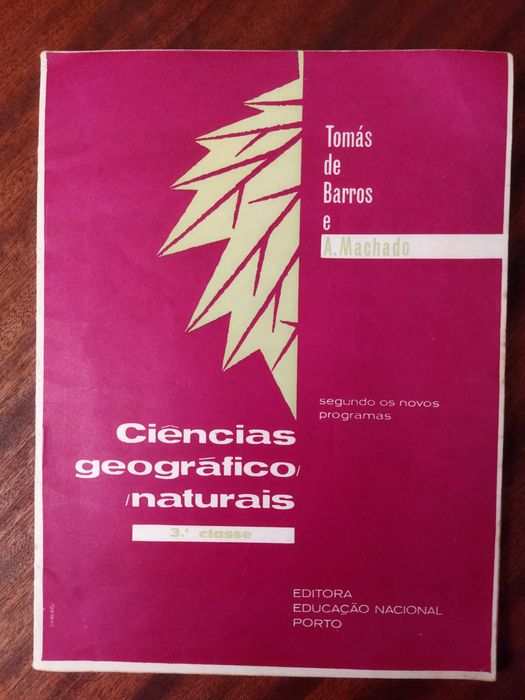 Tomás
de
Barros
e
A. Machado
segundo os novos
programas
Ciências
geográfico/
/naturais
3.ª classe
EDITORA
EDUCAÇÃO NACIONAL
PORTO